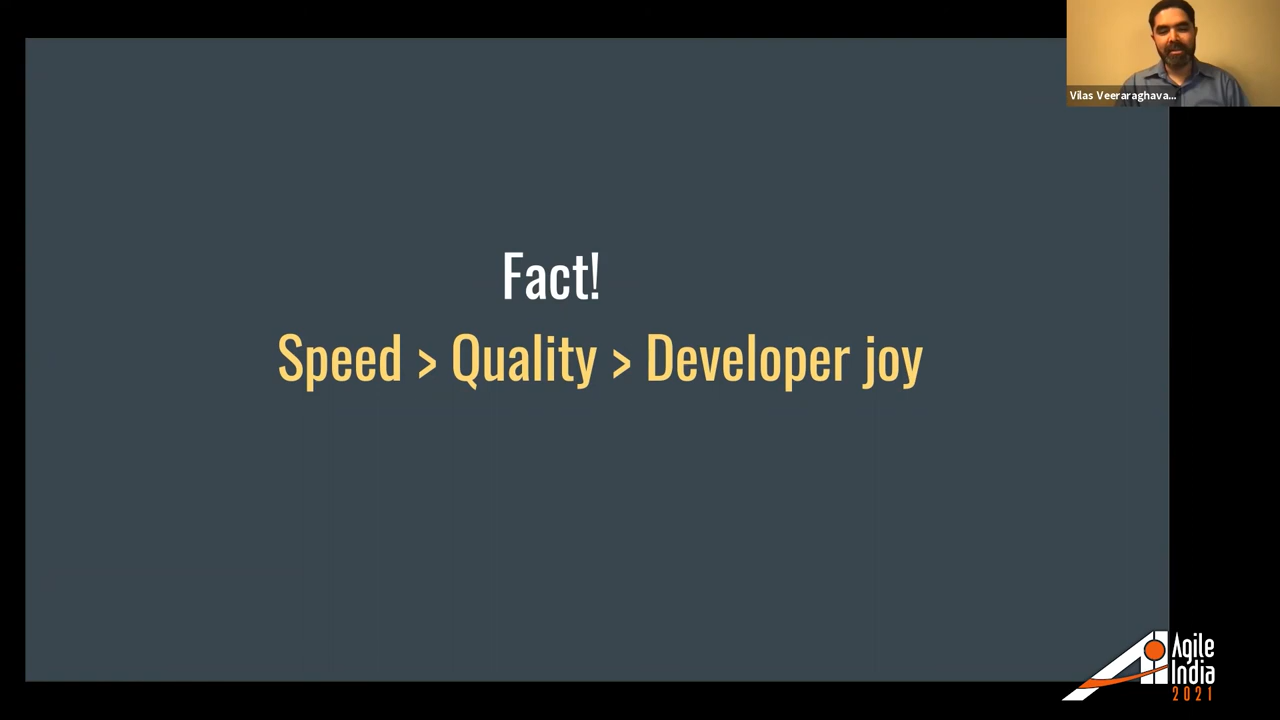 Vilas Veeraraghava...
Fact!
Speed > Quality > Developer joy
Agile
India
2021